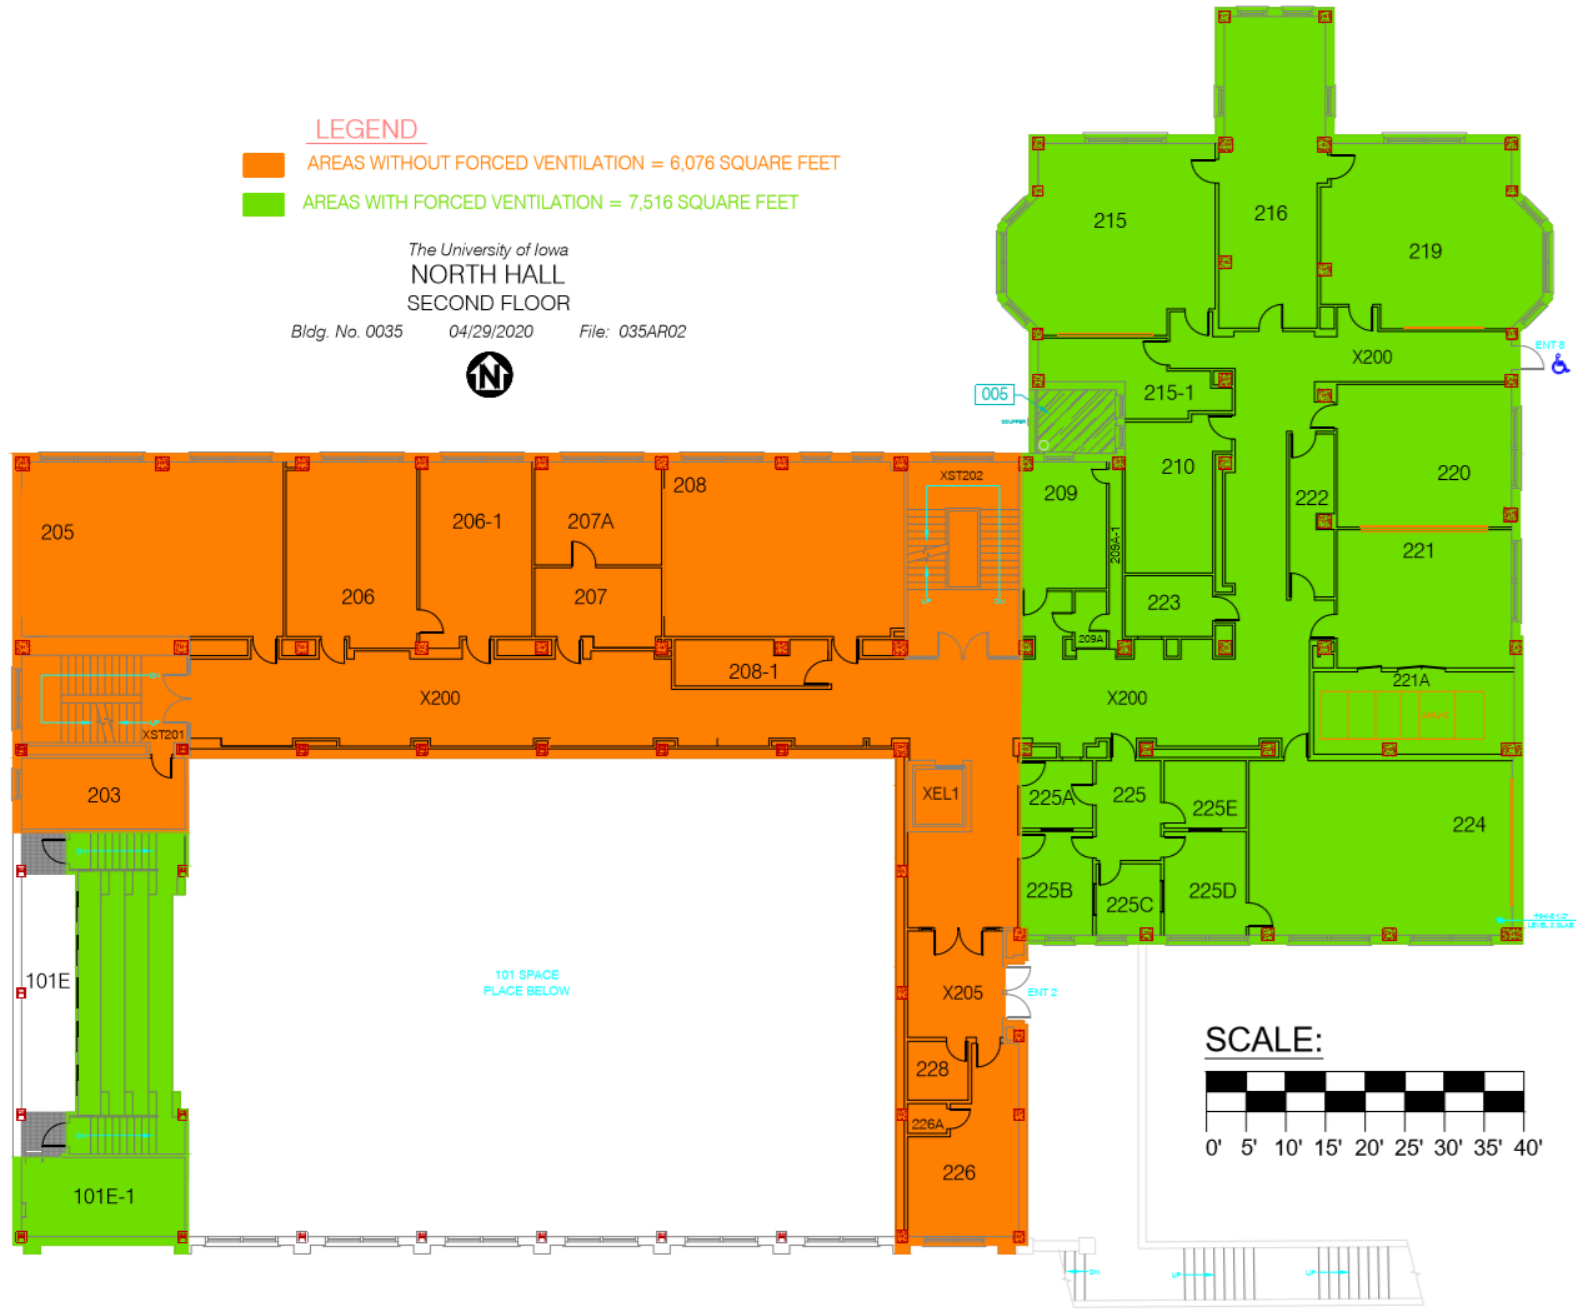 LEGEND
AREAS WITHOUT FORCED VENTILATION = 6,076 SQUARE FEET
AREAS WITH FORCED VENTILATION = 7,516 SQUARE FEET
The University of Iowa
NORTH HALL
SECOND FLOOR
Bldg. No. 0035 04/29/2020 File: 035AR02
N
215
216
219
X200
ENT 8
005
215-1
SCUPPER
210
220
222
209
209A-1
221
223
209A
XST202
208
205
206-1
207A
206
207
208-1
X200
X200
221A
XST201
203
XEL1
225A
225
225E
224
225B
225C
225D
101E
101 SPACE
PLACE BELOW
X205
ENT 2
228
226A
226
101E-1
SCALE:
0' 5' 10' 15' 20' 25' 30' 35' 40'
DN
UP
UP